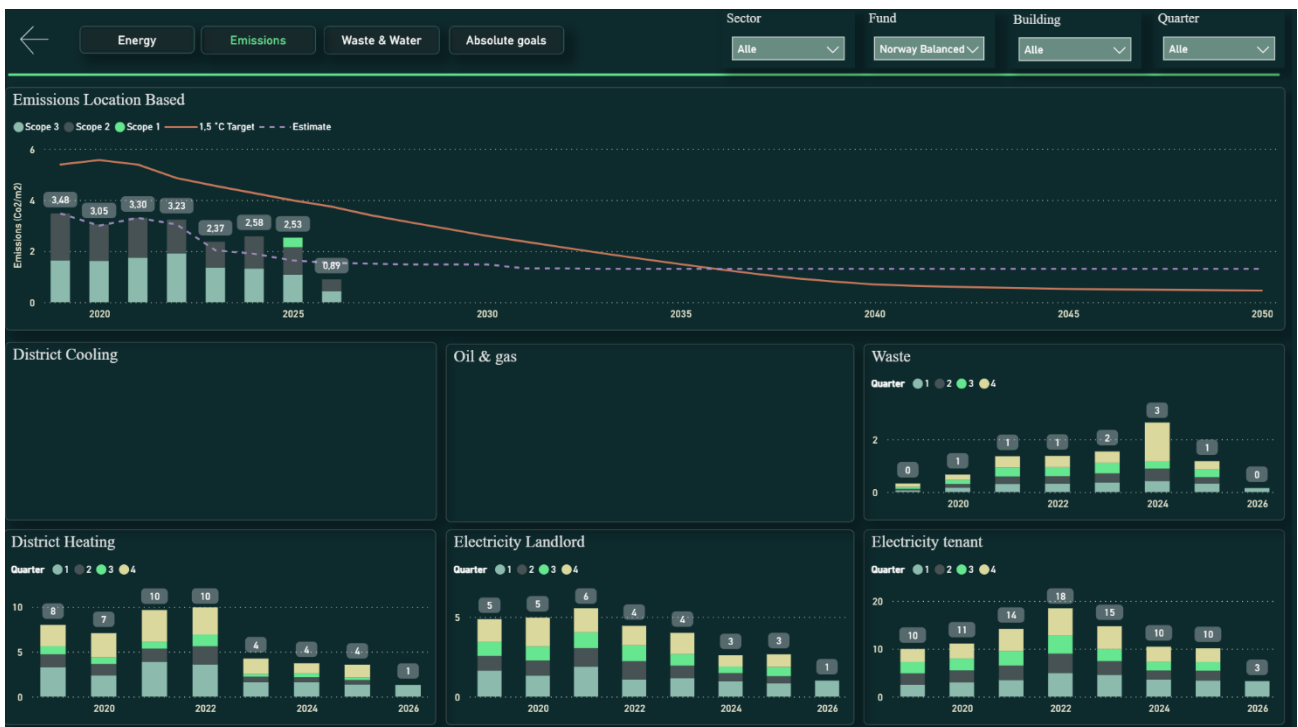 Sector Fund Building Quarter
Energy Emissions Waste & Water Absolute goals
Alle Norway Balanced Alle Alle
Emissions Location Based
Scope 3 Scope 2 Scope 1 1,5 °C Target Estimate
Emissions (Co2/m2)
6
4
2
0
3,48 3,05 3,30 3,23 2,37 2,58 2,53 0,89
2020 2025 2030 2035 2040 2045 2050
District Cooling
Oil & gas
Waste
Quarter 1 2 3 4
2
0
0 1 1 1 2 3 1 0
2020 2022 2024 2026
District Heating
Quarter 1 2 3 4
10
5
0
8 7 10 10 4 4 4 1
2020 2022 2024 2026
Electricity Landlord
Quarter 1 2 3 4
5
0
5 5 6 4 4 3 3 1
2020 2022 2024 2026
Electricity tenant
Quarter 1 2 3 4
20
10
0
10 11 14 18 15 10 10 3
2020 2022 2024 2026